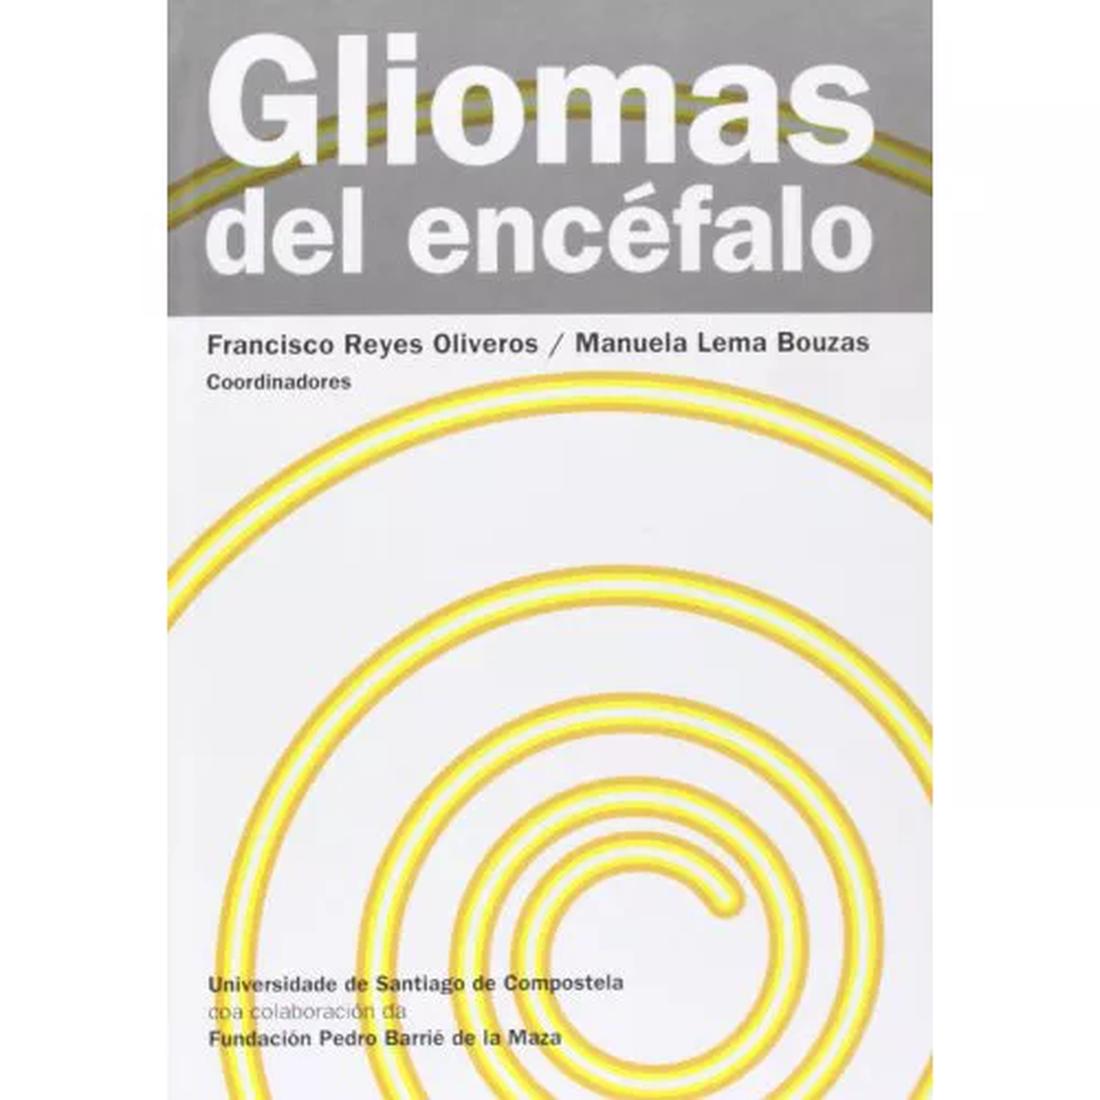 Gliomas
del encéfalo
Francisco Reyes Oliveros / Manuela Lema Bouzas
Coordinadores
Universidade de Santiago de Compostela
coa colaboración da
Fundación Pedro Barrié de la Maza